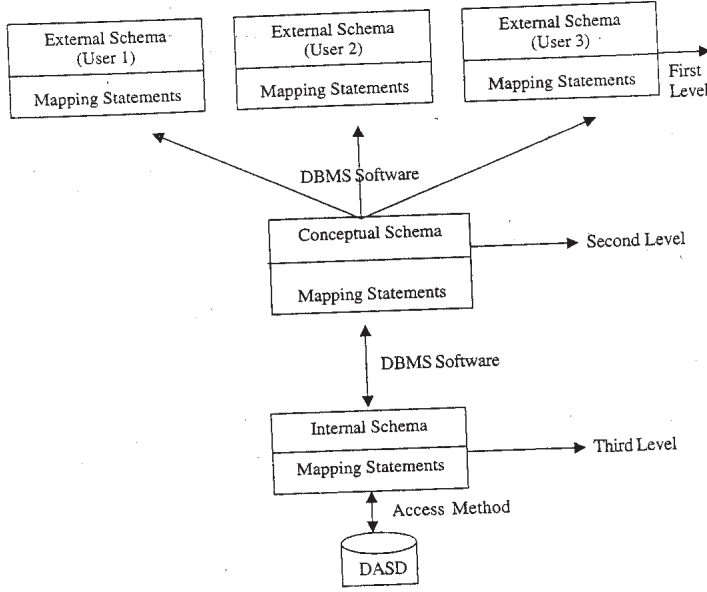 External Schema
(User 1)
Mapping Statements
External Schema
(User 2)
Mapping Statements
External Schema
(User 3)
Mapping Statements
First
Level
DBMS Software
Conceptual Schema
Mapping Statements
Second Level
DBMS Software
Internal Schema
Mapping Statements
Third Level
Access Method
DASD